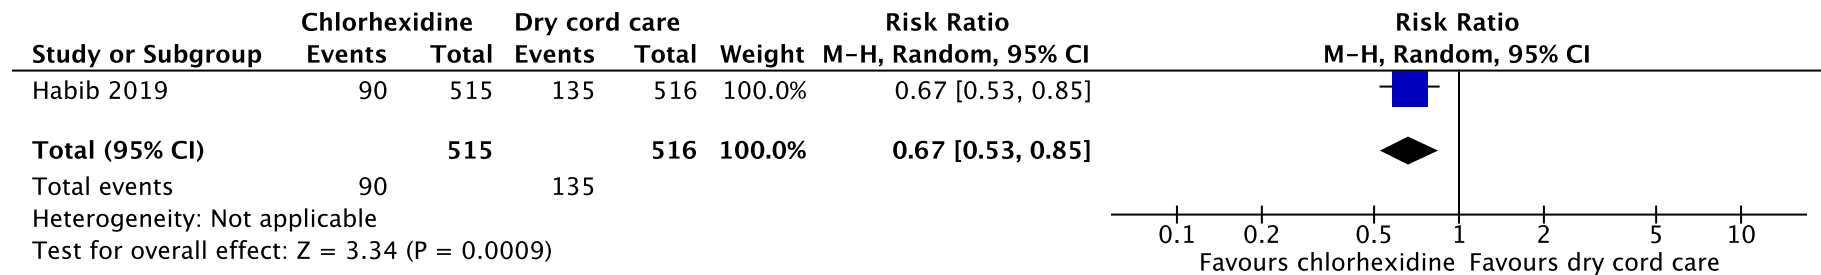 Chlorhexidine Dry cord care Risk Ratio Risk Ratio
Study or Subgroup Events Total Events Total Weight M-H, Random, 95% CI M-H, Random, 95% CI
Habib 2019 90 515 135 516 100.0% 0.67 [0.53, 0.85]
Total (95% CI) 515 516 100.0% 0.67 [0.53, 0.85]
Total events 90 135
Heterogeneity: Not applicable
Test for overall effect: Z = 3.34 (P = 0.0009)
0.1 0.2 0.5 1 2 5 10
Favours chlorhexidine Favours dry cord care